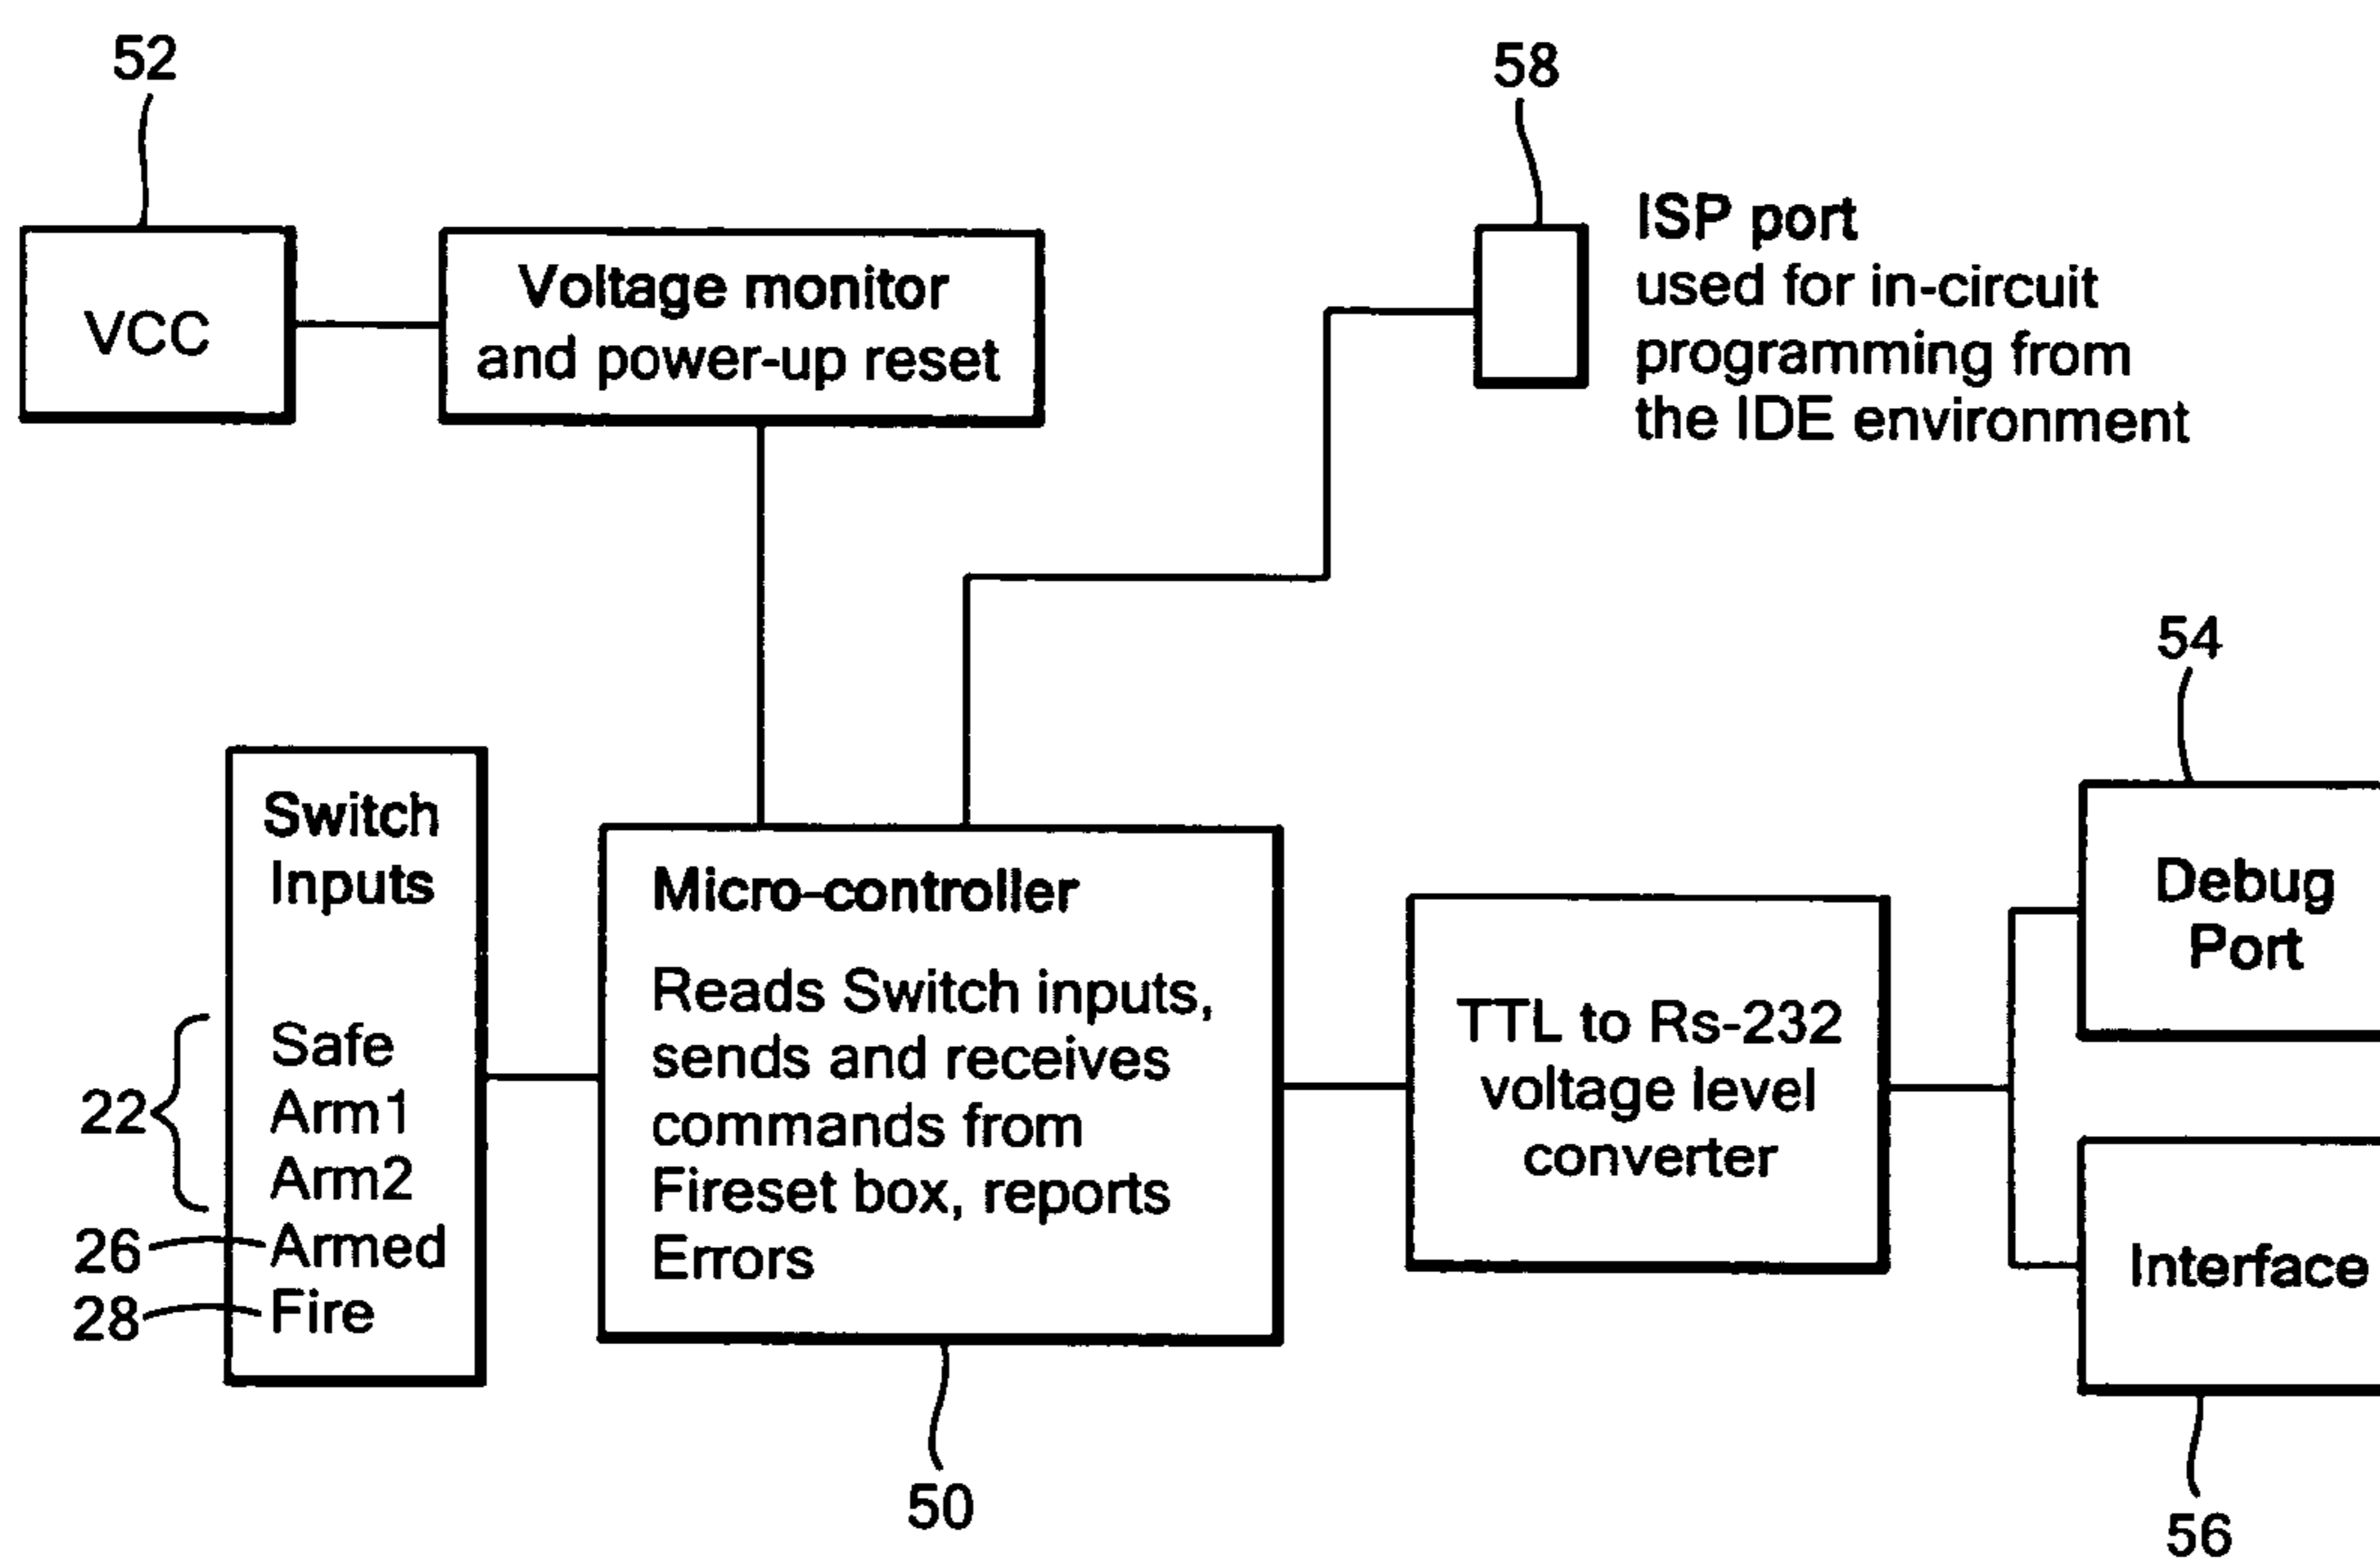 52
58
VCC
Voltage monitor
and power-up reset
ISP port
used for in-circuit
programming from
the IDE environment
54
Switch
Inputs
22
Safe
Arm1
Arm2
26
Armed
28
Fire
Micro-controller
Reads Switch inputs,
sends and receives
commands from
Fireset box, reports
Errors
50
TTL to Rs-232
voltage level
converter
Debug
Port
Interface
56